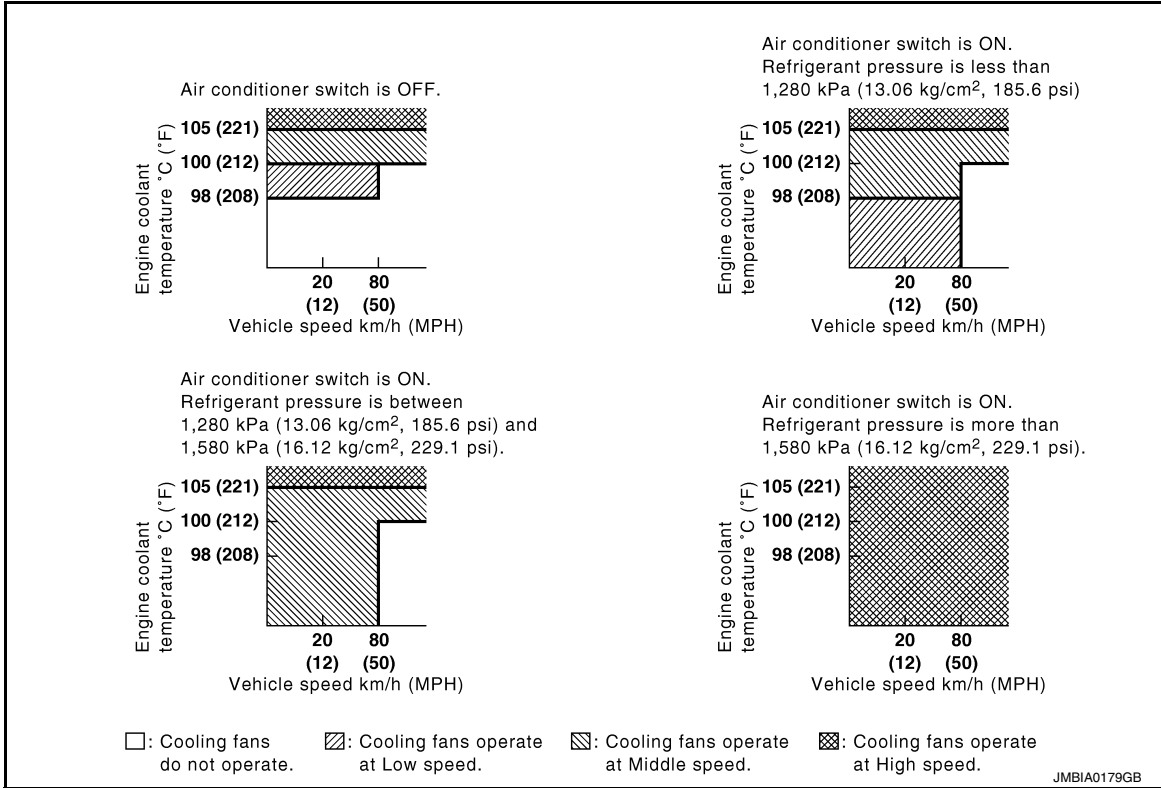 Air conditioner switch is OFF.
105 (221)
100 (212)
98 (208)
Engine coolant
temperature ˚C (˚F)
20
(12)
80
(50)
Vehicle speed km/h (MPH)
Air conditioner switch is ON.
Refrigerant pressure is less than
1,280 kPa (13.06 kg/cm2, 185.6 psi)
105 (221)
100 (212)
98 (208)
Engine coolant
temperature ˚C (˚F)
20
(12)
80
(50)
Vehicle speed km/h (MPH)
Air conditioner switch is ON.
Refrigerant pressure is between
1,280 kPa (13.06 kg/cm2, 185.6 psi) and
1,580 kPa (16.12 kg/cm2, 229.1 psi).
105 (221)
100 (212)
98 (208)
Engine coolant
temperature ˚C (˚F)
20
(12)
80
(50)
Vehicle speed km/h (MPH)
Air conditioner switch is ON.
Refrigerant pressure is more than
1,580 kPa (16.12 kg/cm2, 229.1 psi).
105 (221)
100 (212)
98 (208)
Engine coolant
temperature ˚C (˚F)
20
(12)
80
(50)
Vehicle speed km/h (MPH)
: Cooling fans
do not operate.
: Cooling fans operate
at Low speed.
: Cooling fans operate
at Middle speed.
: Cooling fans operate
at High speed.
JMBIA0179GB